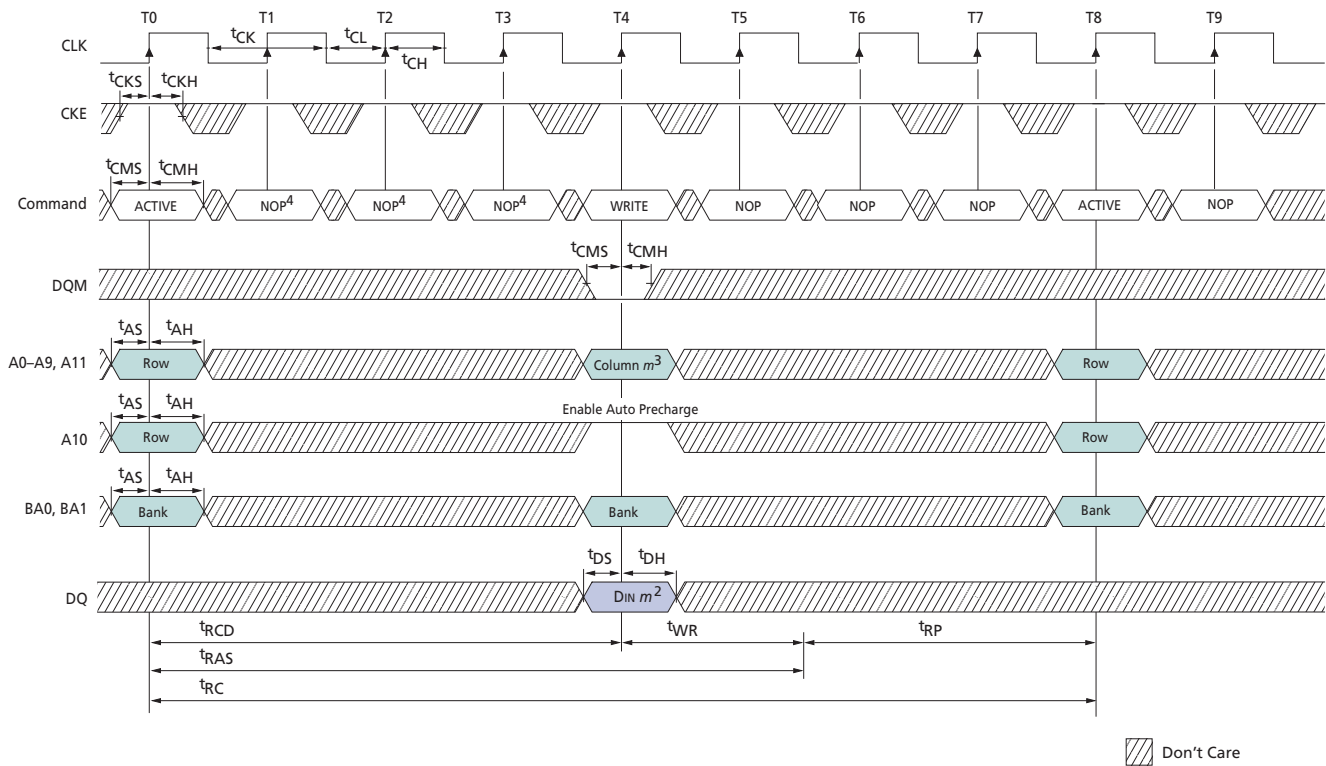 T0 T1 T2 T3 T4 T5 T6 T7 T8 T9
CLK
tCK tCL
tCH
tCKS tCKH
CKE
tCMS tCMH
Command
ACTIVE NOP4 NOP4 NOP4 WRITE NOP NOP NOP ACTIVE NOP
tCMS tCMH
DQM
tAS tAH
A0–A9, A11 Row Column m3 Row
tAS tAH
Enable Auto Precharge
A10 Row Row
tAS tAH
BA0, BA1 Bank Bank Bank
tDS tDH
DQ DIN m2
tRCD tWR tRP
tRAS
tRC
Don't Care